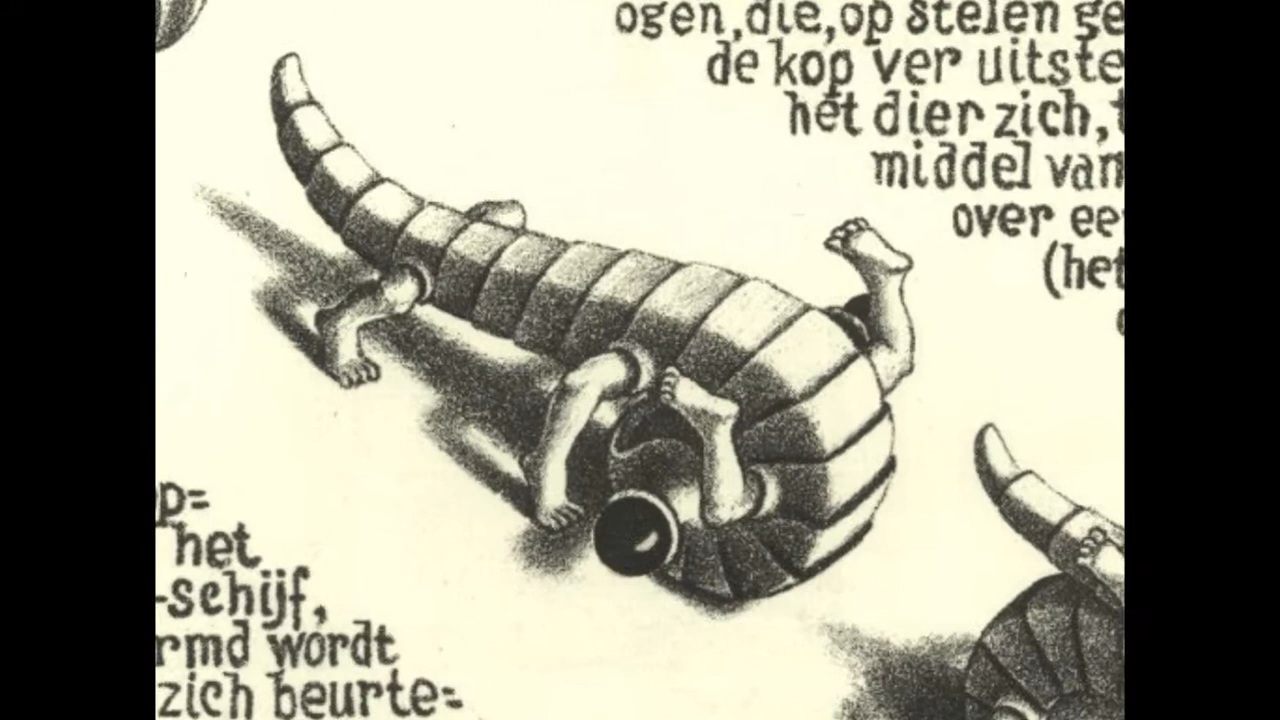 ogen, die, op stelen ge
de kop ver uitste
het dier zich, t
middel van
over ee
(het
p=
het
-schijf,
rmd wordt
zich beurte=